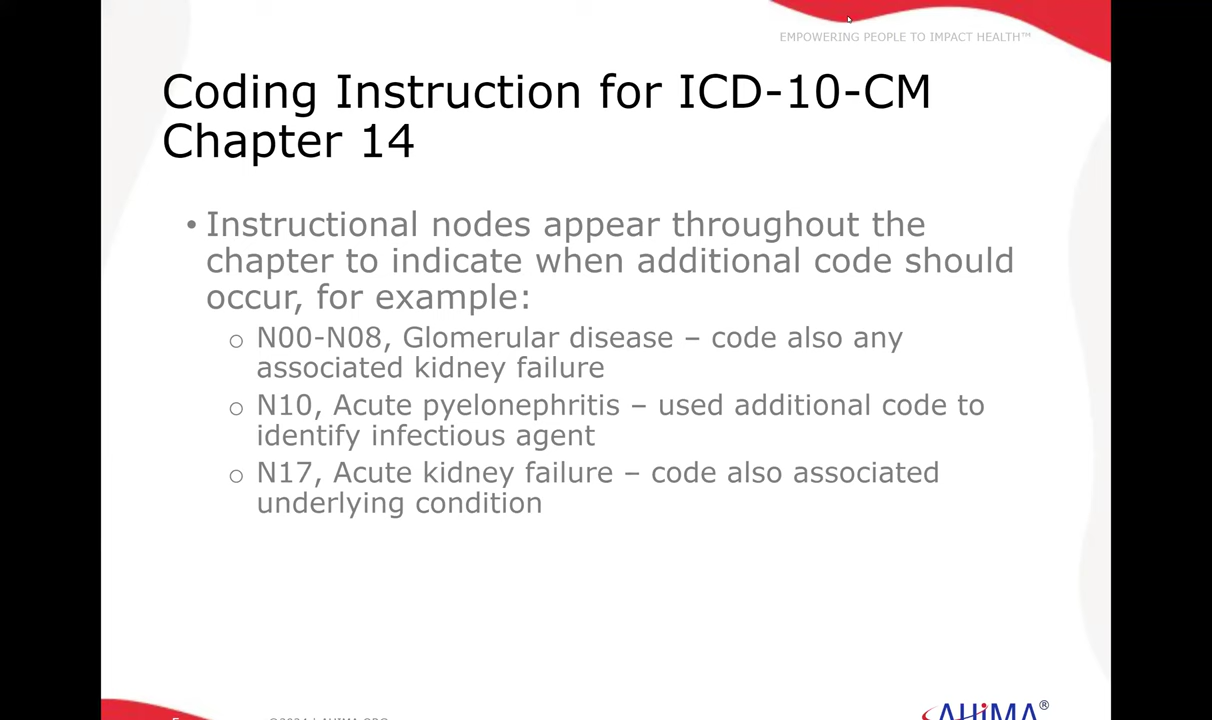 EMPOWERING PEOPLE TO IMPACT HEALTH™
Coding Instruction for ICD-10-CM
Chapter 14
• Instructional nodes appear throughout the
chapter to indicate when additional code should
occur, for example:
o N00-N08, Glomerular disease – code also any
associated kidney failure
o N10, Acute pyelonephritis – used additional code to
identify infectious agent
o N17, Acute kidney failure – code also associated
underlying condition
AHIMA®